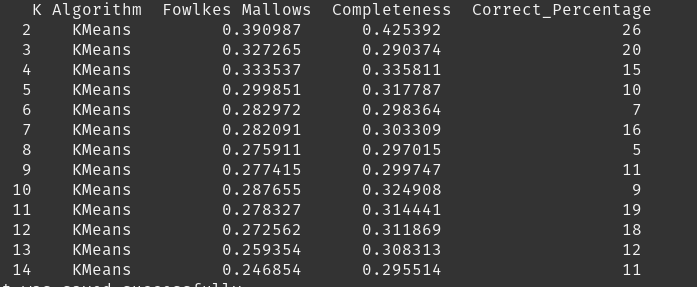 K Algorithm Fowlkes Mallows Completeness Correct_Percentage
2 KMeans 0.390987 0.425392 26
3 KMeans 0.327265 0.290374 20
4 KMeans 0.333537 0.335811 15
5 KMeans 0.299851 0.317787 10
6 KMeans 0.282972 0.298364 7
7 KMeans 0.282091 0.303309 16
8 KMeans 0.275911 0.297015 5
9 KMeans 0.277415 0.299747 11
10 KMeans 0.287655 0.324908 9
11 KMeans 0.278327 0.314441 19
12 KMeans 0.272562 0.311869 18
13 KMeans 0.259354 0.308313 12
14 KMeans 0.246854 0.295514 11